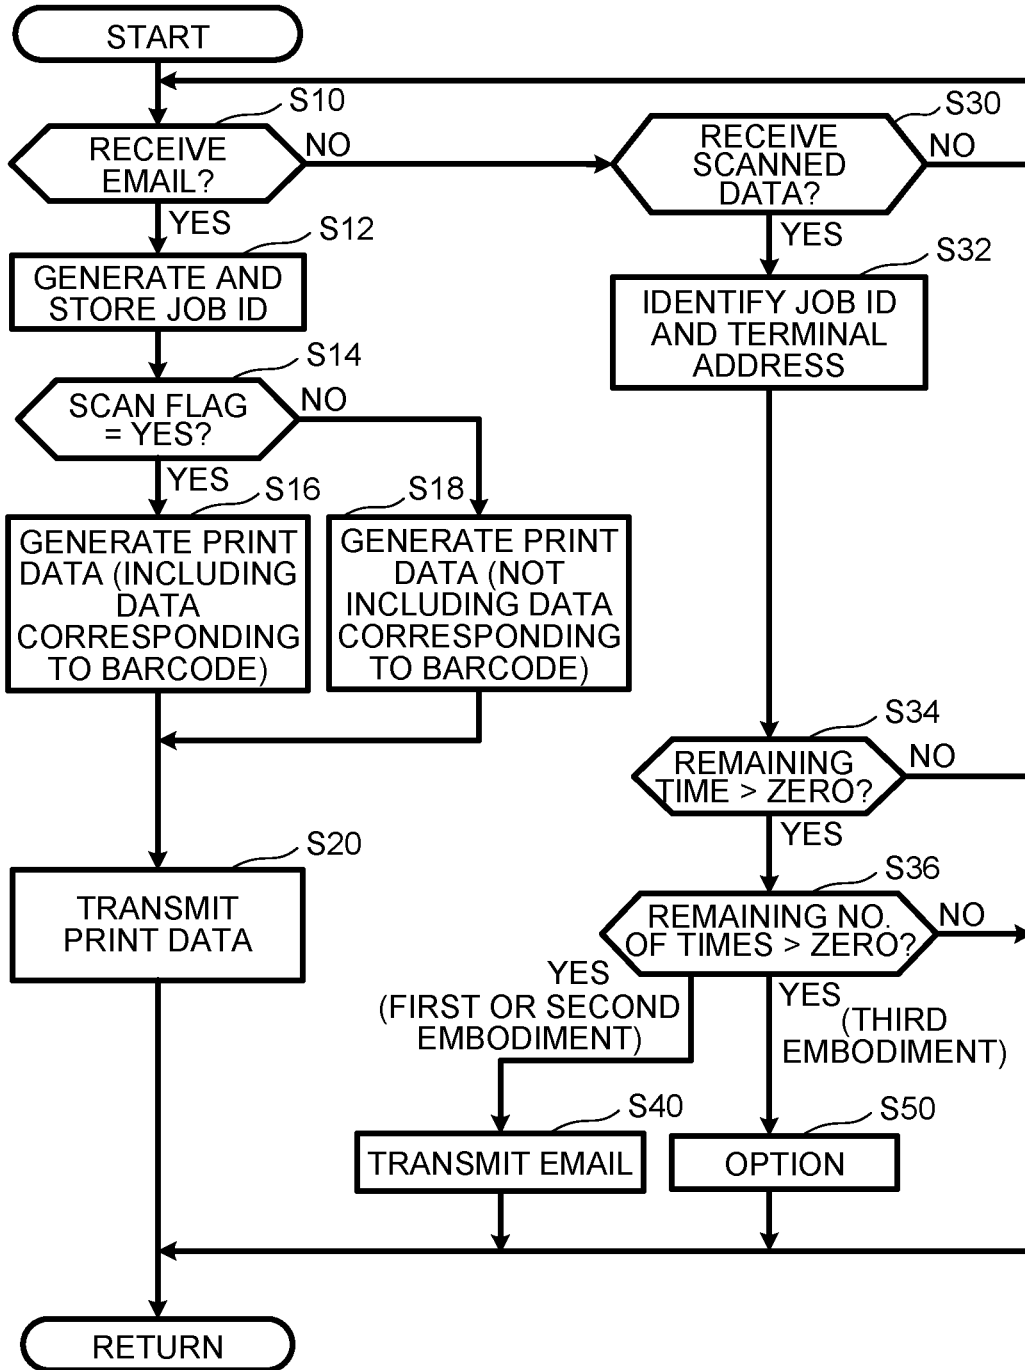 START
S10
RECEIVE
EMAIL?
NO
YES
S12
GENERATE AND
STORE JOB ID
S14
SCAN FLAG
= YES?
NO
YES
S16
GENERATE PRINT
DATA (INCLUDING
DATA
CORRESPONDING
TO BARCODE)
S18
GENERATE PRINT
DATA (NOT
INCLUDING DATA
CORRESPONDING
TO BARCODE)
S20
TRANSMIT
PRINT DATA
S30
RECEIVE
SCANNED
DATA?
NO
YES
S32
IDENTIFY JOB ID
AND TERMINAL
ADDRESS
S34
REMAINING
TIME > ZERO?
NO
YES
S36
REMAINING NO.
OF TIMES > ZERO?
NO
YES
(FIRST OR SECOND
EMBODIMENT)
YES
(THIRD
EMBODIMENT)
S40
TRANSMIT EMAIL
S50
OPTION
RETURN